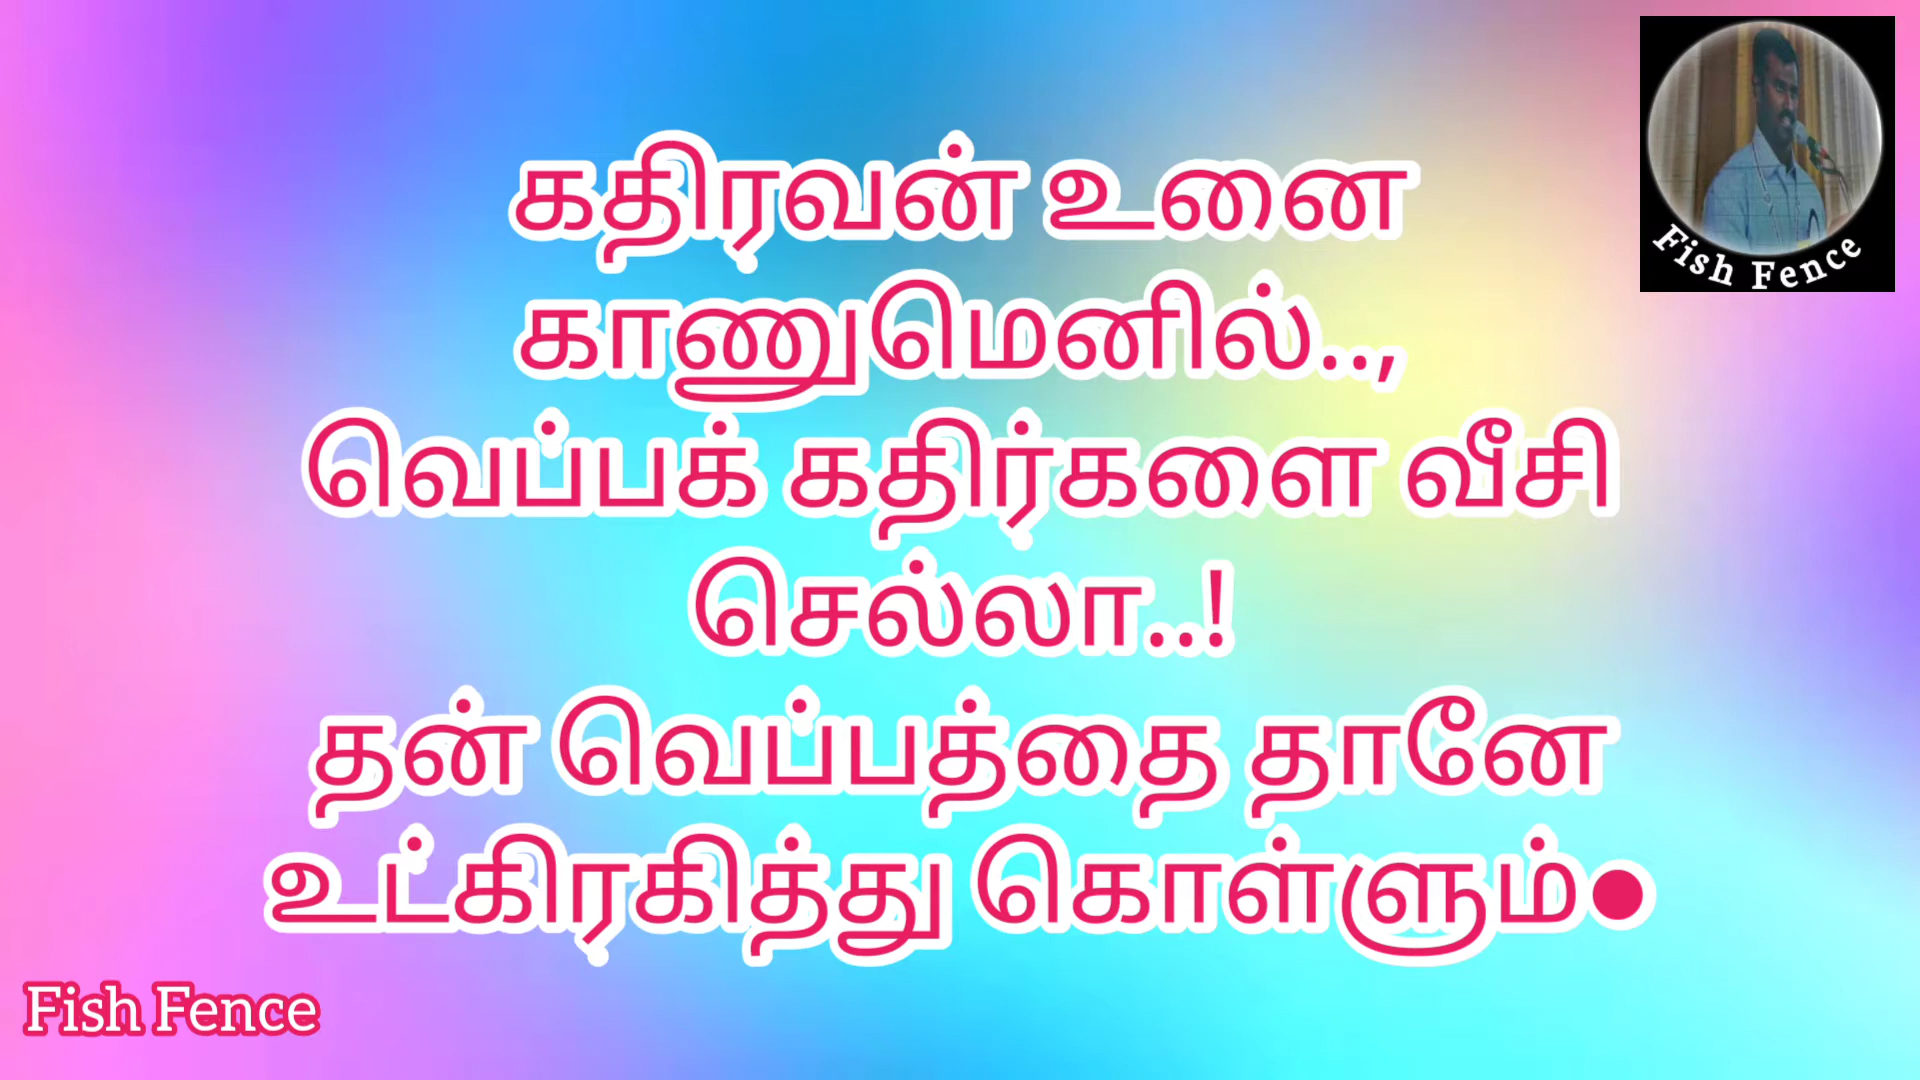 கதிரவன் உனை
காணுமெனில்..,
வெப்பக் கதிர்களை வீசி
செல்லா..!
தன் வெப்பத்தை தானே
உட்கிரகித்து கொள்ளும்●
Fish Fence
Fish Fence